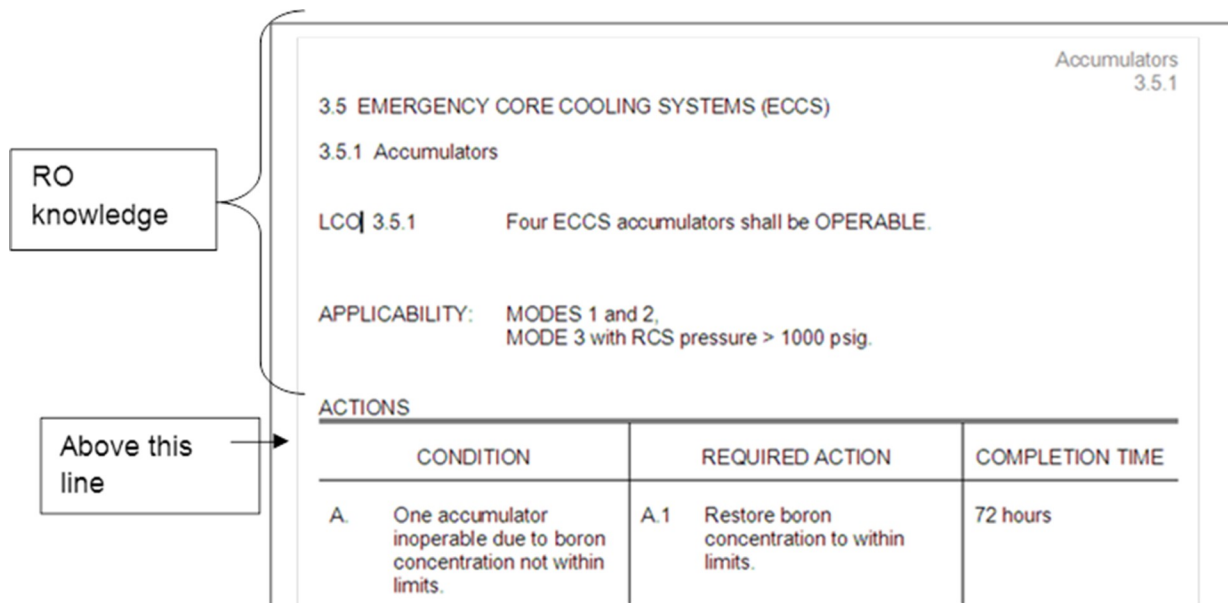 Accumulators
3.5.1
3.5 EMERGENCY CORE COOLING SYSTEMS (ECCS)
3.5.1 Accumulators
RO
knowledge
LCO 3.5.1 Four ECCS accumulators shall be OPERABLE.
APPLICABILITY: MODES 1 and 2,
MODE 3 with RCS pressure > 1000 psig.
ACTIONS
Above this
line
CONDITION REQUIRED ACTION COMPLETION TIME
A. One accumulator A.1 Restore boron 72 hours
inoperable due to boron concentration to within
concentration not within limits.
limits.